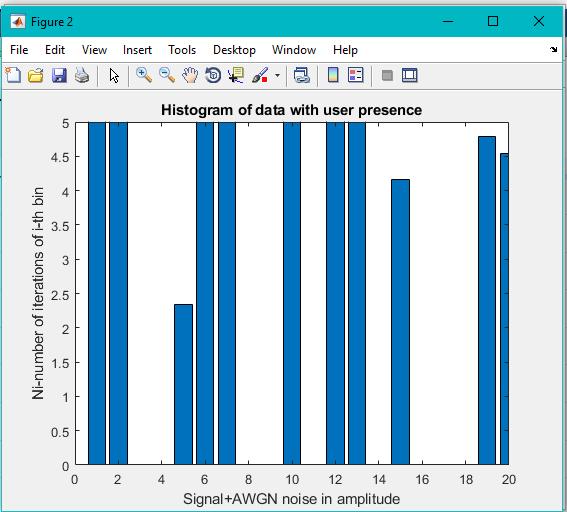 Figure 2
File Edit View Insert Tools Desktop Window Help
Histogram of data with user presence
5
4.5
4
3.5
3
2.5
2
1.5
1
0.5
0
Ni-number of iterations of i-th bin
0 2 4 6 8 10 12 14 16 18 20
Signal+AWGN noise in amplitude